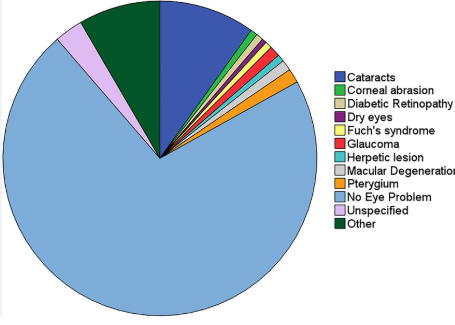 Cataracts
Corneal abrasion
Diabetic Retinopathy
Dry eyes
Fuch's syndrome
Glaucoma
Herpetic lesion
Macular Degeneration
Pterygium
No Eye Problem
Unspecified
Other